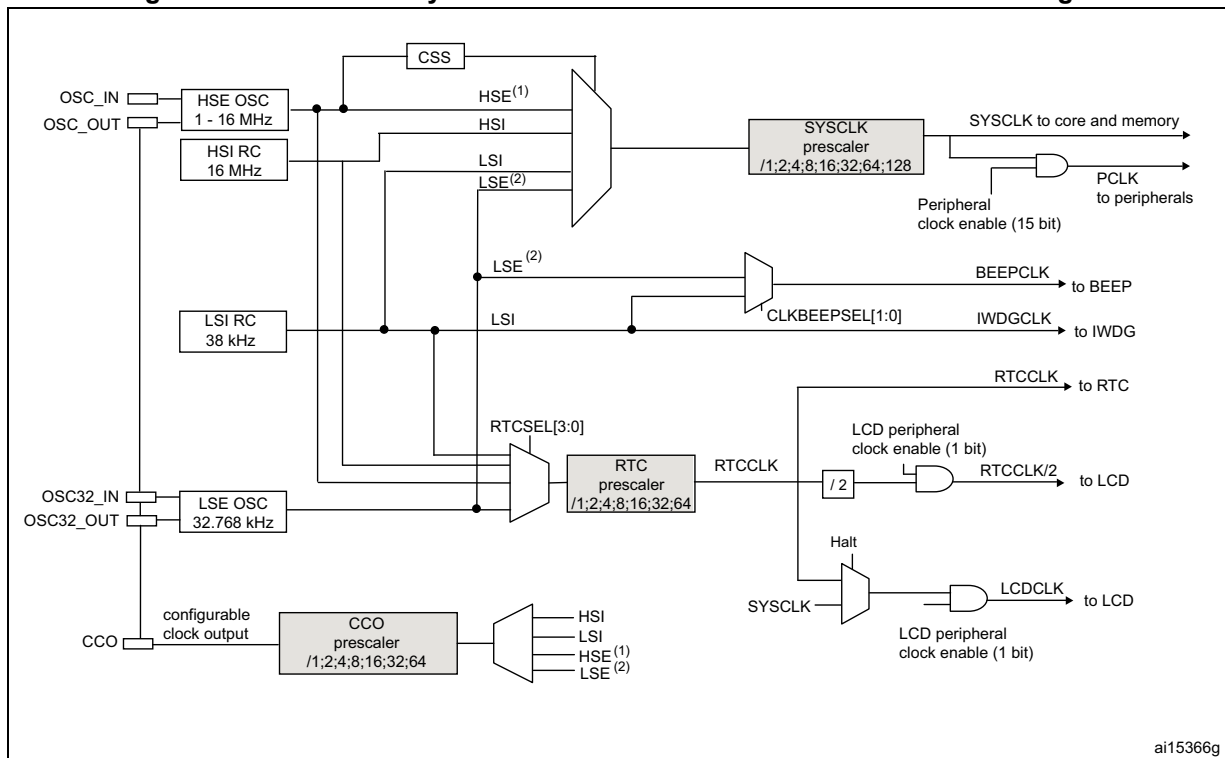 CSS
OSC_IN
OSC_OUT
HSE OSC
1 - 16 MHz
HSE(1)
HSI RC
16 MHz
HSI
LSI
LSE(2)
SYSCLK
prescaler
/1;2;4;8;16;32;64;128
SYSCLK to core and memory
PCLK
to peripherals
Peripheral
clock enable (15 bit)
LSE (2)
BEEPCLK
to BEEP
CLKBEEPSEL[1:0]
LSI RC
38 kHz
LSI
IWDGCLK
to IWDG
RTCCLK
to RTC
RTCSEL[3:0]
RTC
prescaler
/1;2;4;8;16;32;64
RTCCLK
LCD peripheral
clock enable (1 bit)
/ 2
RTCCLK/2
to LCD
OSC32_IN
OSC32_OUT
LSE OSC
32.768 kHz
Halt
SYSCLK
LCDCLK
to LCD
LCD peripheral
clock enable (1 bit)
CCO
configurable
clock output
CCO
prescaler
/1;2;4;8;16;32;64
HSI
LSI
HSE(1)
LSE(2)
ai15366g